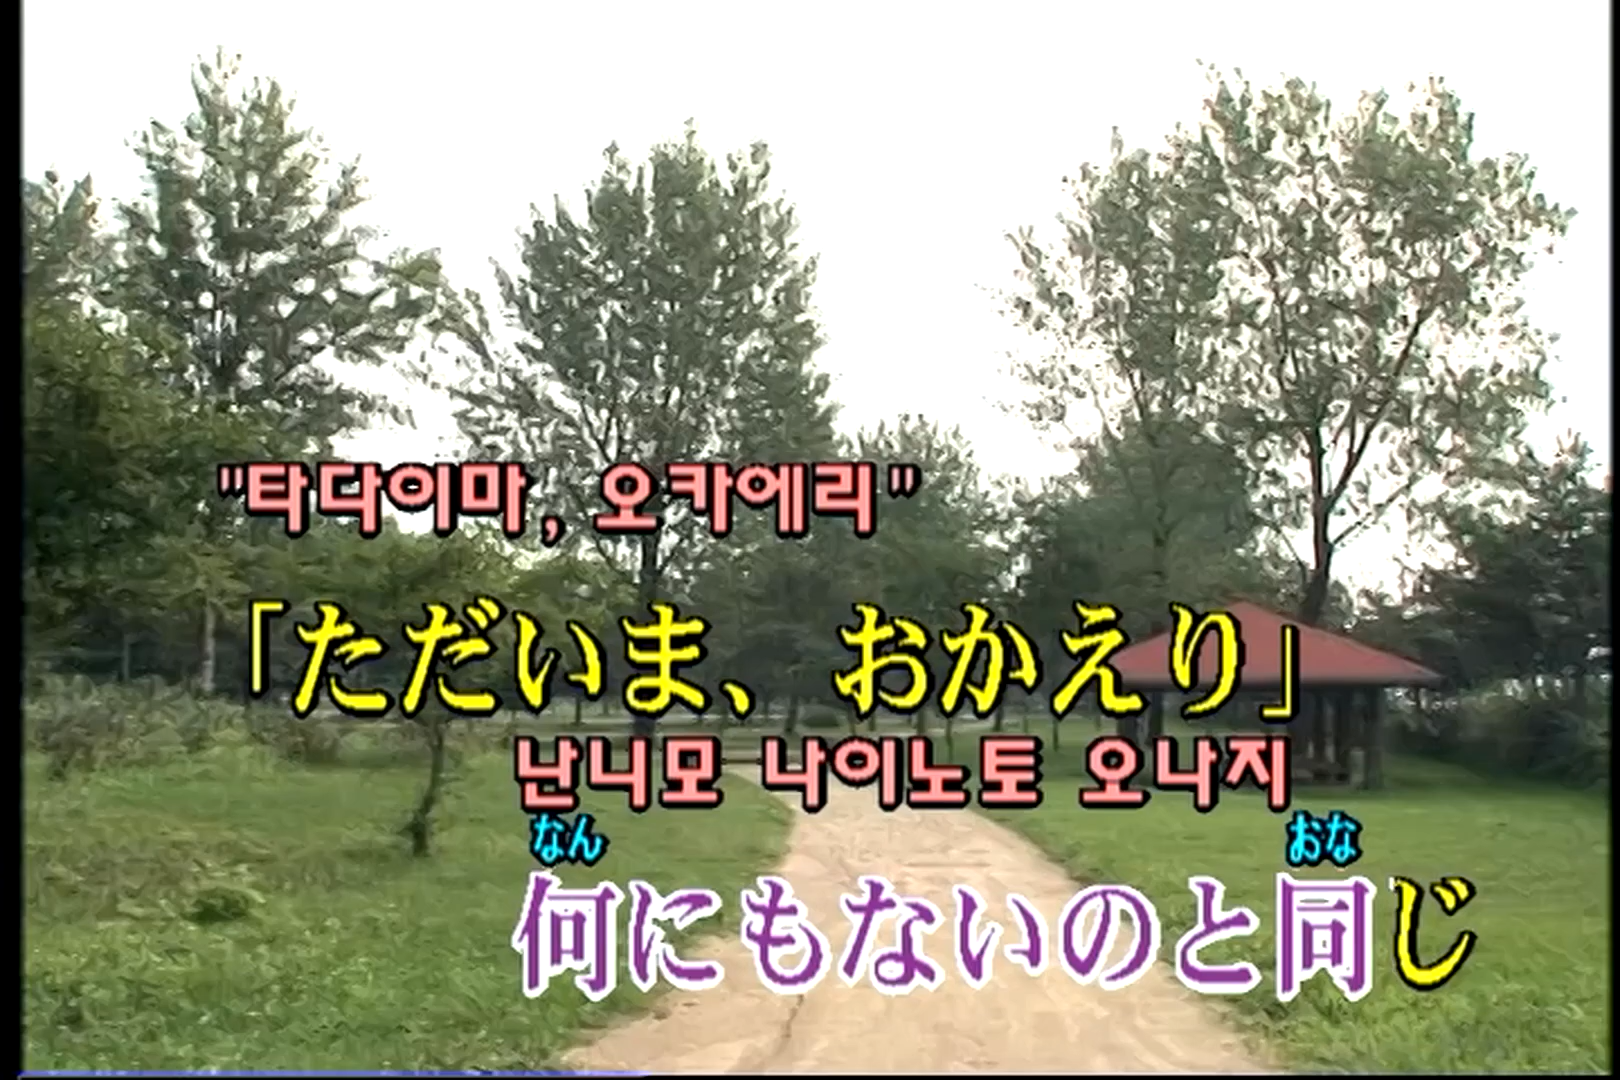 "타다이마, 오카에리"
「ただいま、おかえり」
난니모 나이노토 오나지
なん おな
何にもないのと同じ